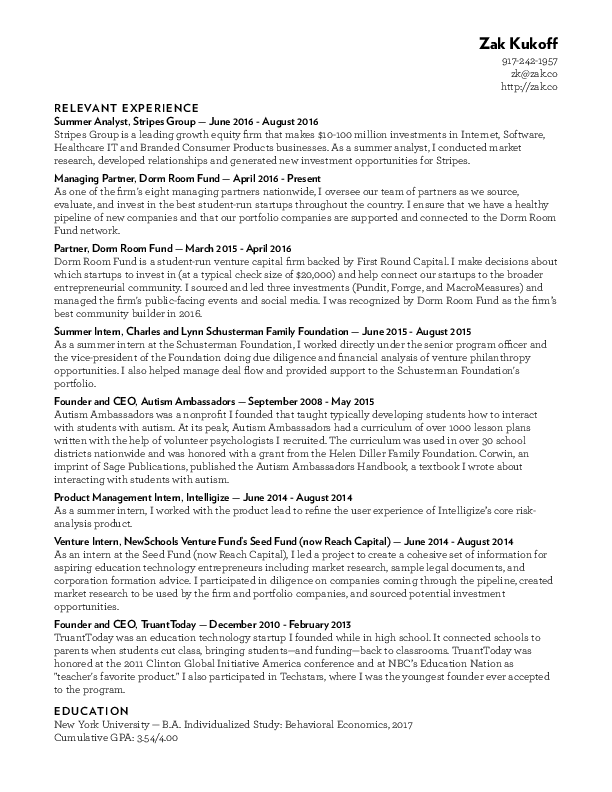 Zak Kukoff
917-242-1957
zk@zak.co
http://zak.co
RELEVANT EXPERIENCE
Summer Analyst, Stripes Group — June 2016 - August 2016
Stripes Group is a leading growth equity firm that makes $10-100 million investments in Internet, Software,
Healthcare IT and Branded Consumer Products businesses. As a summer analyst, I conducted market
research, developed relationships and generated new investment opportunities for Stripes.
Managing Partner, Dorm Room Fund — April 2016 - Present
As one of the firm's eight managing partners nationwide, I oversee our team of partners as we source,
evaluate, and invest in the best student-run startups throughout the country. I ensure that we have a healthy
pipeline of new companies and that our portfolio companies are supported and connected to the Dorm Room
Fund network.
Partner, Dorm Room Fund — March 2015 - April 2016
Dorm Room Fund is a student-run venture capital firm backed by First Round Capital. I make decisions about
which startups to invest in (at a typical check size of $20,000) and help connect our startups to the broader
entrepreneurial community. I sourced and led three investments (Pundit, Forge, and MacroMeasures) and
managed the firm's public-facing events and social media. I was recognized by Dorm Room Fund as the firm's
best community builder in 2016.
Summer Intern, Charles and Lynn Schusterman Family Foundation — June 2015 - August 2015
As a summer intern at the Schusterman Foundation, I worked directly under the senior program officer and
the vice-president of the Foundation doing due diligence and financial analysis of venture philanthropy
opportunities. I also helped manage deal flow and provided support to the Schusterman Foundation's
portfolio.
Founder and CEO, Autism Ambassadors — September 2008 - May 2015
Autism Ambassadors was a nonprofit I founded that taught typically developing students how to interact
with students with autism. At its peak, Autism Ambassadors had a curriculum of over 1000 lesson plans
written with the help of volunteer psychologists I recruited. The curriculum was used in over 30 school
districts nationwide and was honored with a grant from the Helen Diller Family Foundation. Corwin, an
imprint of Sage Publications, published the Autism Ambassadors Handbook, a textbook I wrote about
interacting with students with autism.
Product Management Intern, Intelligize — June 2014 - August 2014
As a summer intern, I worked with the product lead to refine the user experience of Intelligize's core risk-
analysis product.
Venture Intern, NewSchools Venture Fund's Seed Fund (now Reach Capital) — June 2014 - August 2014
As an intern at the Seed Fund (now Reach Capital), I led a project to create a cohesive set of information for
aspiring education technology entrepreneurs including market research, sample legal documents, and
corporation formation advice. I participated in diligence on companies coming through the pipeline, created
market research to be used by the firm and portfolio companies, and sourced potential investment
opportunities.
Founder and CEO, TruantToday — December 2010 - February 2013
TruantToday was an education technology startup I founded while in high school. It connected schools to
parents when students cut class, bringing students—and funding—back to classrooms. TruantToday was
honored at the 2011 Clinton Global Initiative America conference and at NBC's Education Nation as
"teacher's favorite product." I also participated in Techstars, where I was the youngest founder ever accepted
to the program.
EDUCATION
New York University — B.A. Individualized Study: Behavioral Economics, 2017
Cumulative GPA: 3.54/4.00